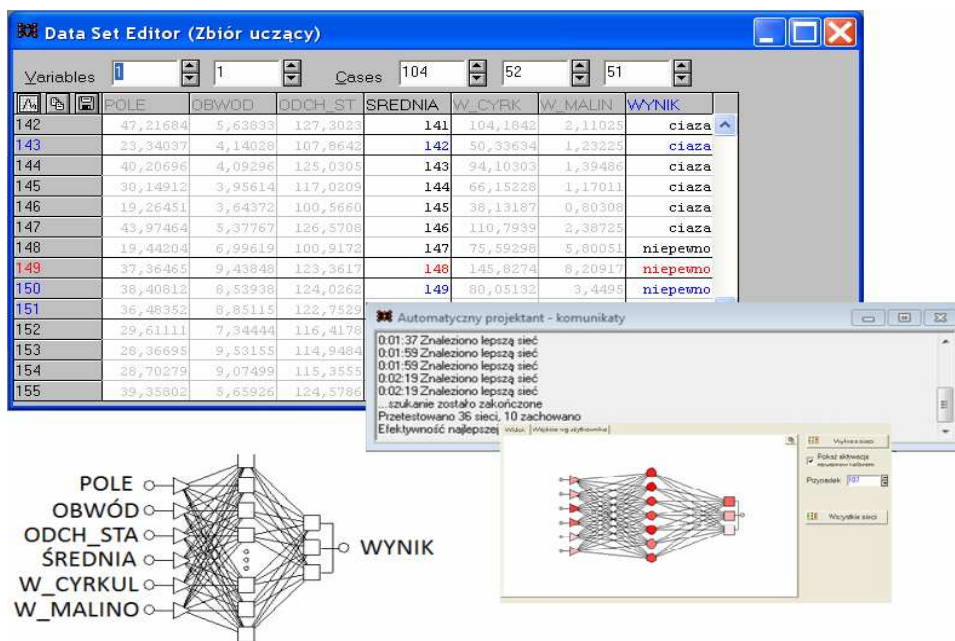 Data Set Editor (Zbiór uczący)
Variables 1 1 Cases 104 52 51
POLE OBWOD ODCH_ST SREDNIA W_CYRK W_MALIN WYNIK
142 47,21684 5,63833 127,3023 141 104,1842 2,11025 ciaza
143 23,34037 4,14028 107,8642 142 50,33634 1,23225 ciaza
144 40,20696 4,09296 125,0305 143 94,10303 1,39486 ciaza
145 30,14912 3,95614 117,0209 144 66,15228 1,17011 ciaza
146 19,26451 3,64372 100,5660 145 38,13187 0,80308 ciaza
147 43,97464 5,37767 126,5708 146 110,7939 2,38725 ciaza
148 19,44204 6,99619 100,9172 147 75,59298 5,80051 niepewno
149 37,36465 9,43848 123,3617 148 145,8274 8,20917 niepewno
150 38,40812 8,53938 124,0262 149 80,05132 3,4495 niepewno
151 36,48352 8,85115 122,7529
152 29,61111 7,34444 116,4178
153 28,36695 9,53155 114,9484
154 28,70279 9,07499 115,3555
155 39,35802 5,65926 124,5786
Automatyczny projektant - komunikaty
0:01:37 Znaleziono lepszą sieć
0:01:59 Znaleziono lepszą sieć
0:01:59 Znaleziono lepszą sieć
0:02:19 Znaleziono lepszą sieć
0:02:19 Znaleziono lepszą sieć
...szukanie zostało zakończone
Przetestowano 36 sieci, 10 zachowano
Efektywność najlepszej
Widok Wejście wg użytkownika
Wybierz sieci
Pokaż aktywacje
Przypadek 107
Wszystkie sieci
POLE
OBWÓD
ODCH_STA
ŚREDNIA
W_CYRKUL
W_MALINO
WYNIK